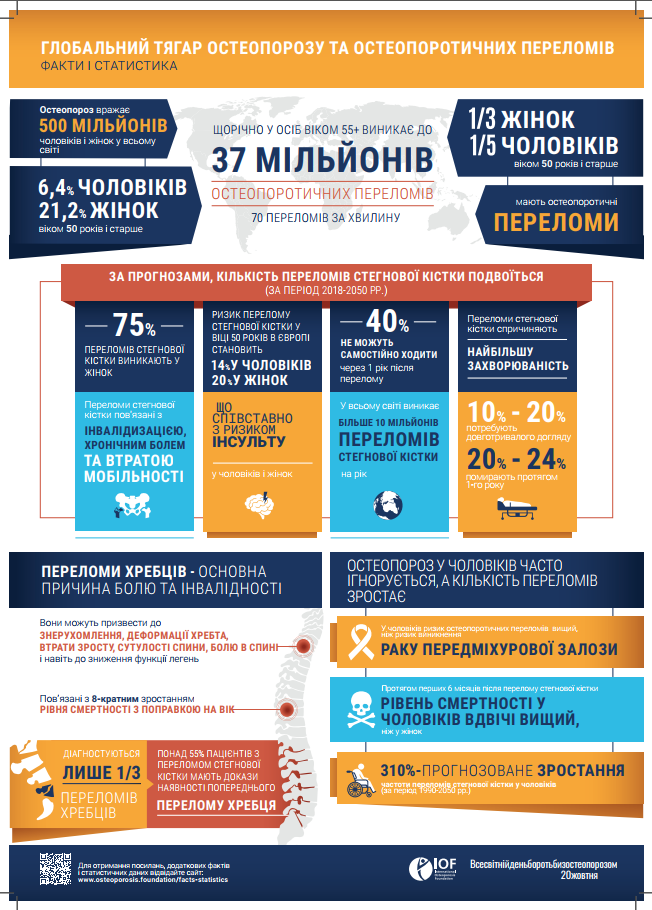 ГЛОБАЛЬНИЙ ТЯГАР ОСТЕОПОРОЗУ ТА ОСТЕОПОРОТИЧНИХ ПЕРЕЛОМІВ
ФАКТИ І СТАТИСТИКА
Остеопороз вражає
500 МІЛЬЙОНІВ
чоловіків і жінок у всьому
світі
6,4% ЧОЛОВІКІВ
21,2% ЖІНОК
віком 50 років і старше
ЩОРІЧНО У ОСІБ ВІКОМ 55+ ВИНИКАЄ ДО
37 МІЛЬЙОНІВ
ОСТЕОПОРОТИЧНИХ ПЕРЕЛОМІВ
70 ПЕРЕЛОМІВ ЗА ХВИЛИНУ
1/3 ЖІНОК
1/5 ЧОЛОВІКІВ
віком 50 років і старше
мають остеопоротичні
ПЕРЕЛОМИ
ЗА ПРОГНОЗАМИ, КІЛЬКІСТЬ ПЕРЕЛОМІВ СТЕГНОВОЇ КІСТКИ ПОДВОЇТЬСЯ
(ЗА ПЕРІОД 2018-2050 РР.)
75%
ПЕРЕЛОМІВ СТЕГНОВОЇ
КІСТКИ ВИНИКАЮТЬ У
ЖІНОК
Переломи стегнової
кістки пов'язані з
ІНВАЛІДИЗАЦІЄЮ,
ХРОНІЧНИМ БОЛЕМ
ТА ВТРАТОЮ
МОБІЛЬНОСТІ
РИЗИК ПЕРЕЛОМУ
СТЕГНОВОЇ КІСТКИ У
ВІЦІ 50 РОКІВ В ЄВРОПІ
СТАНОВИТЬ
14%У ЧОЛОВІКІВ
20%У ЖІНОК
ЩО
СПІВСТАВНО
З РИЗИКОМ
ІНСУЛЬТУ
у чоловіків і жінок
40%
НЕ МОЖУТЬ
САМОСТІЙНО ХОДИТИ
через 1 рік після
перелому
У всьому світі виникає
БІЛЬШЕ 10 МІЛЬЙОНІВ
ПЕРЕЛОМІВ
СТЕГНОВОЇ КІСТКИ
на рік
Переломи стегнової
кістки спричиняють
НАЙБІЛЬШУ
ЗАХВОРЮВАНІСТЬ
10% - 20%
потребують
довготривалого догляду
20% - 24%
помирають протягом
1-го року
ПЕРЕЛОМИ ХРЕБЦІВ - ОСНОВНА
ПРИЧИНА БОЛЮ ТА ІНВАЛІДНОСТІ
Вони можуть призвести до
ЗНЕРУХОМЛЕННЯ, ДЕФОРМАЦІЇ ХРЕБТА,
ВТРАТИ ЗРОСТУ, СУТУЛОСТІ СПИНИ, БОЛЮ В СПИНІ
і навіть до зниження функції легень
Пов'язані з 8-кратним зростанням
РІВНЯ СМЕРТНОСТІ З ПОПРАВКОЮ НА ВІК
ДІАГНОСТУЮТЬСЯ
ЛИШЕ 1/3
ПЕРЕЛОМІВ
ХРЕБЦІВ
ПОНАД 55% ПАЦІЄНТІВ З
ПЕРЕЛОМОМ СТЕГНОВОЇ
КІСТКИ МАЮТЬ ДОКАЗИ
НАЯВНОСТІ ПОПЕРЕДНЬОГО
ПЕРЕЛОМУ ХРЕБЦЯ
ОСТЕОПОРОЗ У ЧОЛОВІКІВ ЧАСТО
ІГНОРУЄТЬСЯ, А КІЛЬКІСТЬ ПЕРЕЛОМІВ
ЗРОСТАЄ
У чоловіків ризик остеопоротичних переломів вищий,
ніж ризик виникнення
РАКУ ПЕРЕДМІХУРОВОЇ ЗАЛОЗИ
Протягом перших 6 місяців після перелому стегнової кістки
РІВЕНЬ СМЕРТНОСТІ У
ЧОЛОВІКІВ ВДВІЧІ ВИЩИЙ,
ніж у жінок
310%-ПРОГНОЗОВАНЕ ЗРОСТАННЯ
частоти переломів стегнової кістки у чоловіків
(за період 1990-2050 рр.)
Для отримання посилань, додаткових фактів
і статистичних даних відвідайте сайт:
www.osteoporosis.foundation/facts-statistics
IOF
International
Osteoporosis
Foundation
Всесвітнійденьборотьбизостеопорозом
20жовтня